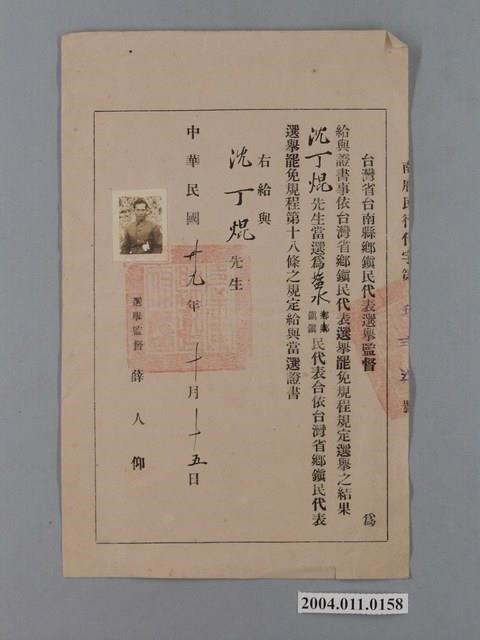 台灣省台南縣鄉鎮民代表選舉監督 為
給與證書事依台灣省鄉鎮民代表選舉罷免規程規定選舉之結果
沈丁焜先生當選為鹽水鄉鎮民代表合依台灣省鄉鎮民代表
選舉罷免規程第十八條之規定給與當選證書
右給與
沈丁焜先生
中華民國卅九年十月十五日
選舉監督 薛人仰
2004.011.0158